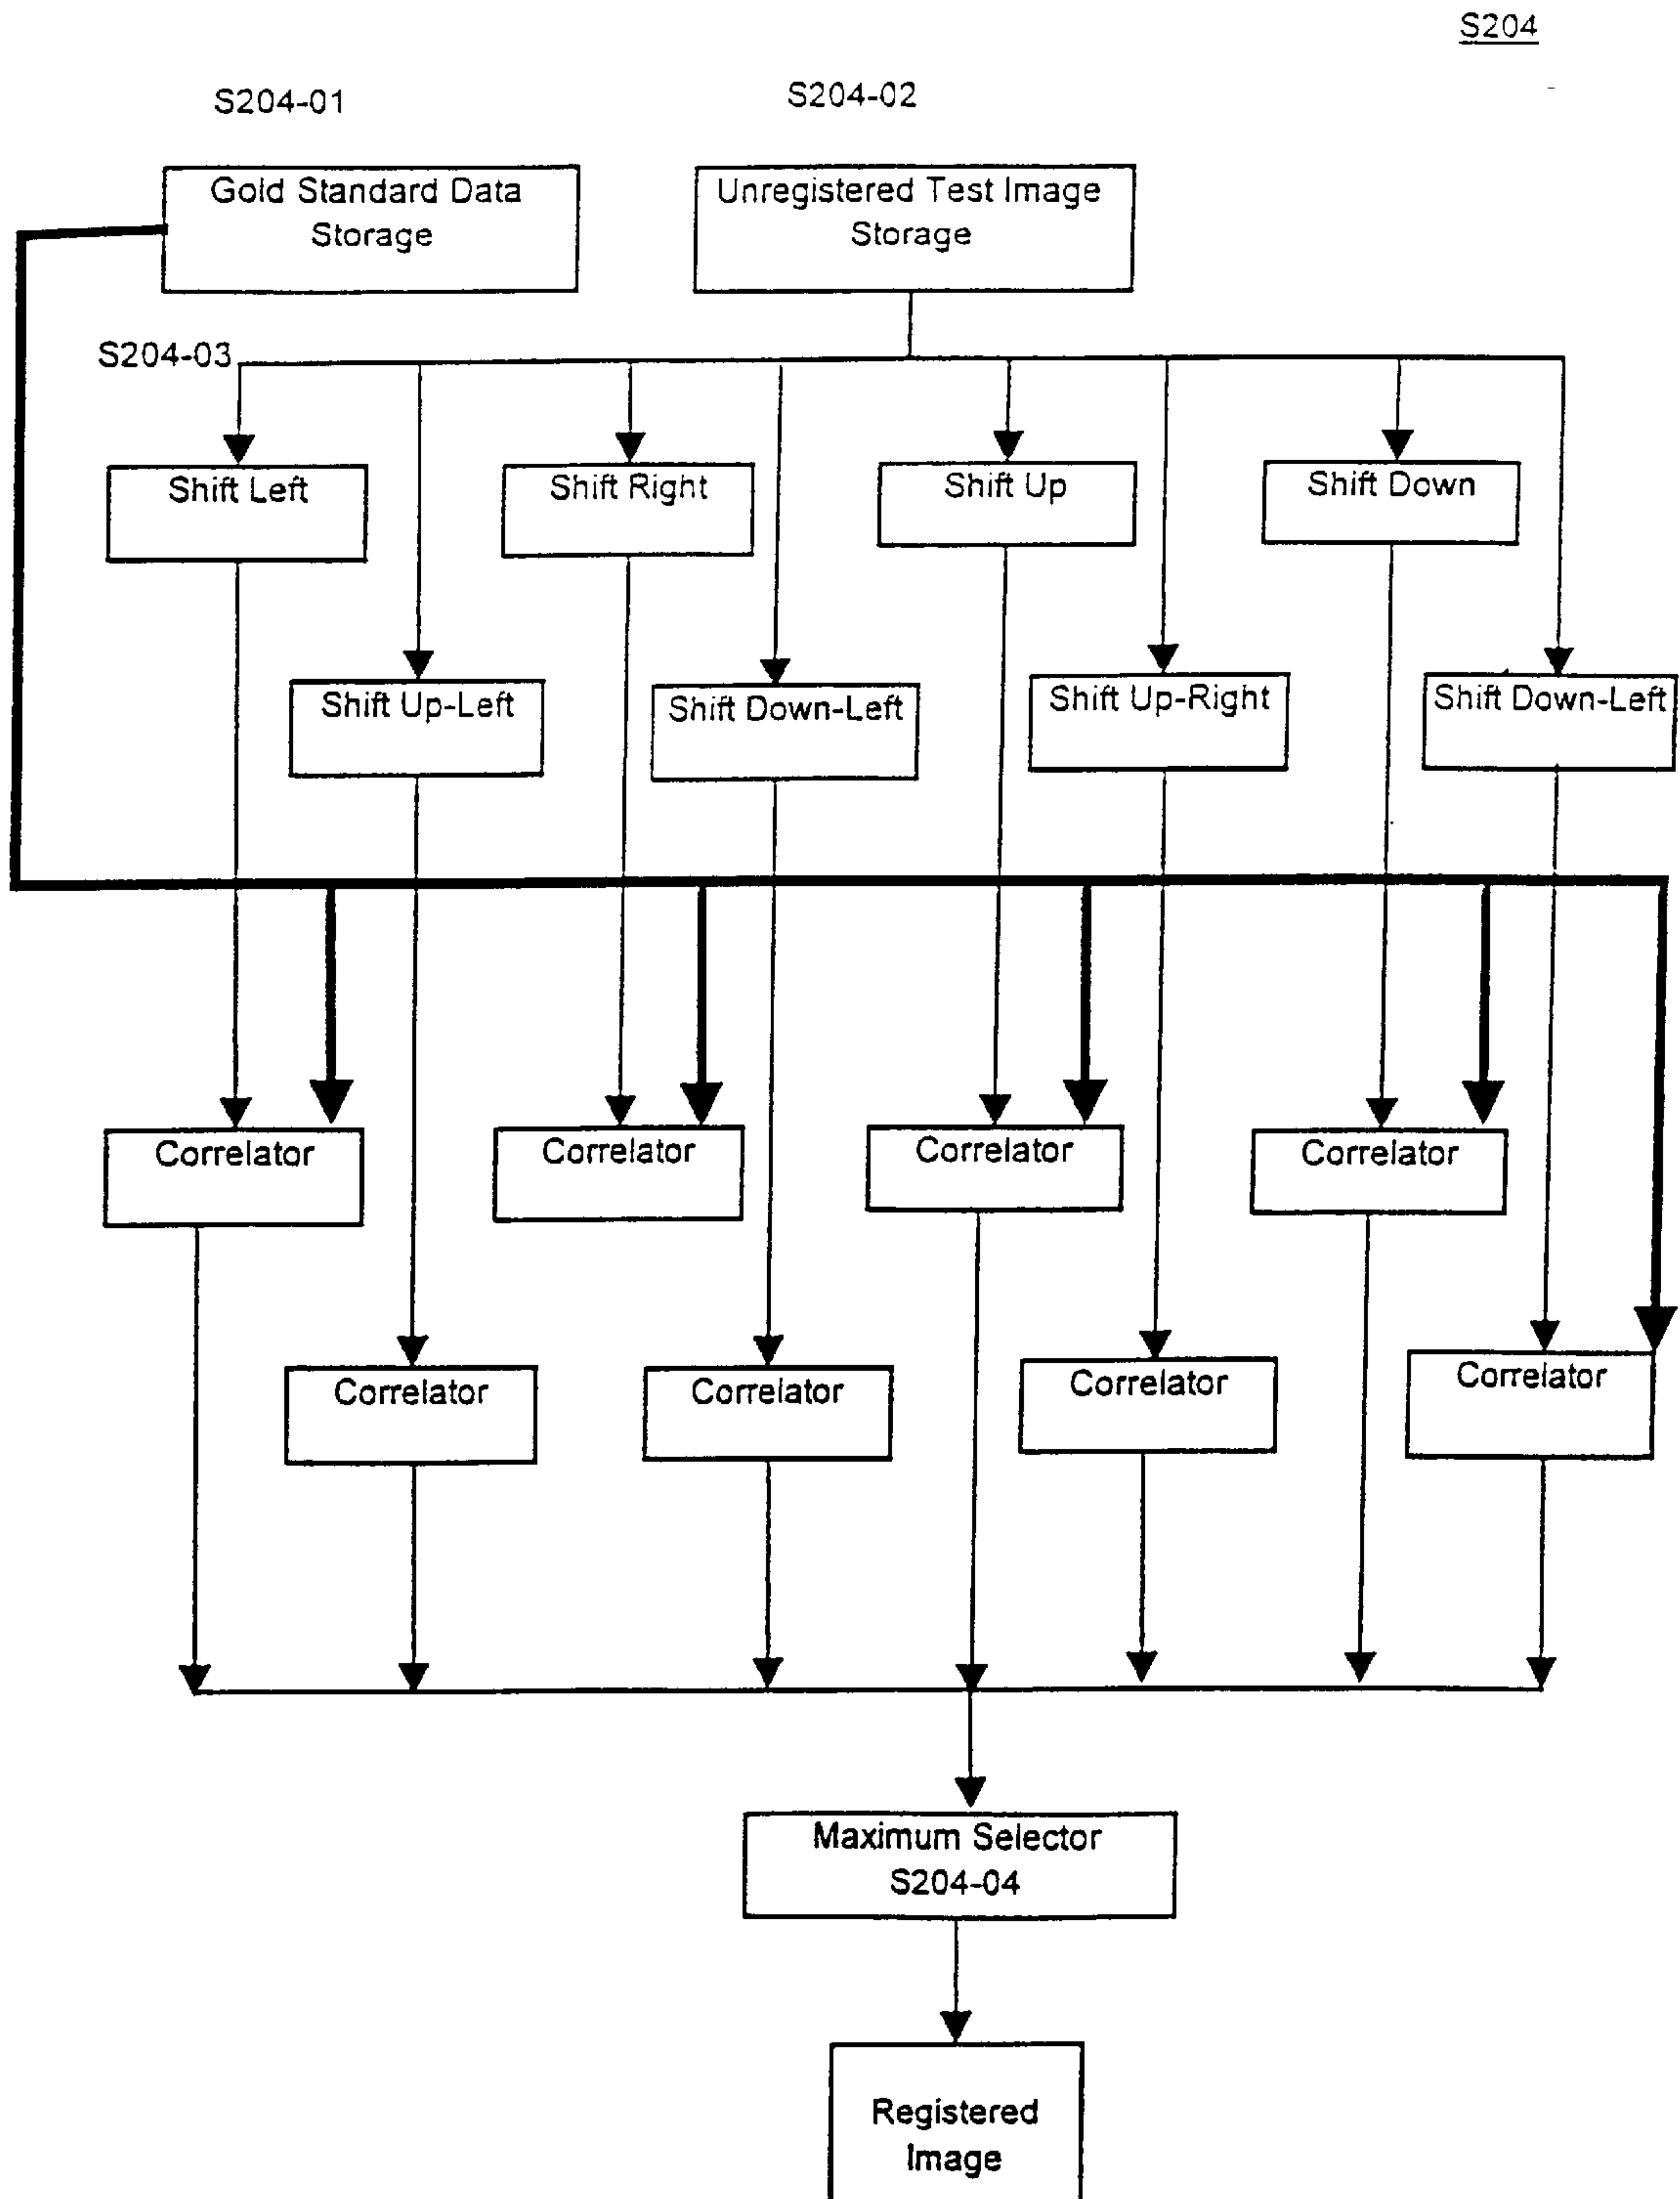 S204
S204-01
S204-02
Gold Standard Data
Storage
Unregistered Test Image
Storage
S204-03
Shift Left
Shift Right
Shift Up
Shift Down
Shift Up-Left
Shift Down-Left
Shift Up-Right
Shift Down-Left
Correlator
Correlator
Correlator
Correlator
Correlator
Correlator
Correlator
Correlator
Maximum Selector
S204-04
Registered
Image